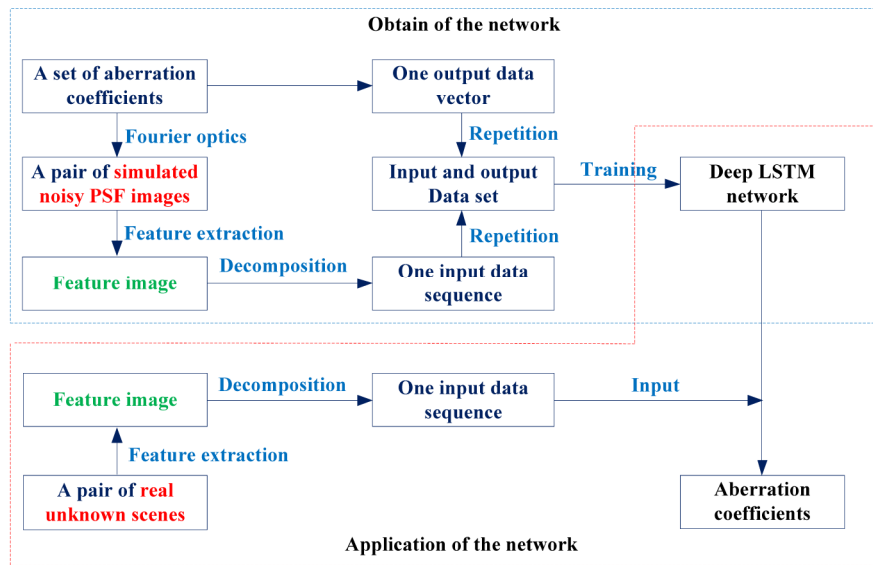 Obtain of the network
A set of aberration
coefficients
One output data
vector
Fourier optics
Repetition
A pair of simulated
noisy PSF images
Input and output
Data set
Training
Deep LSTM
network
Feature extraction
Repetition
Feature image
Decomposition
One input data
sequence
Feature image
Decomposition
One input data
sequence
Input
Feature extraction
A pair of real
unknown scenes
Aberration
coefficients
Application of the network